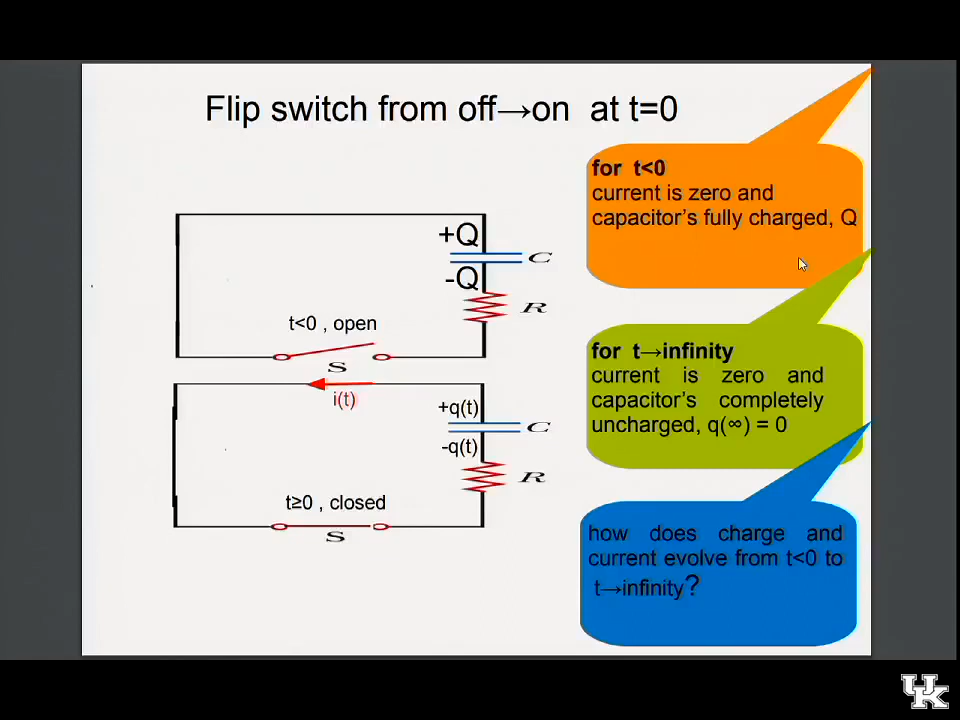 Flip switch from off→on at t=0
for t<0
current is zero and
capacitor's fully charged, Q
+Q
C
-Q
R
t<0 , open
S
for t→infinity
current is zero and
capacitor's completely
uncharged, q(∞) = 0
i(t)
+q(t)
C
-q(t)
R
t≥0 , closed
S
how does charge and
current evolve from t<0 to
t→infinity?
UK